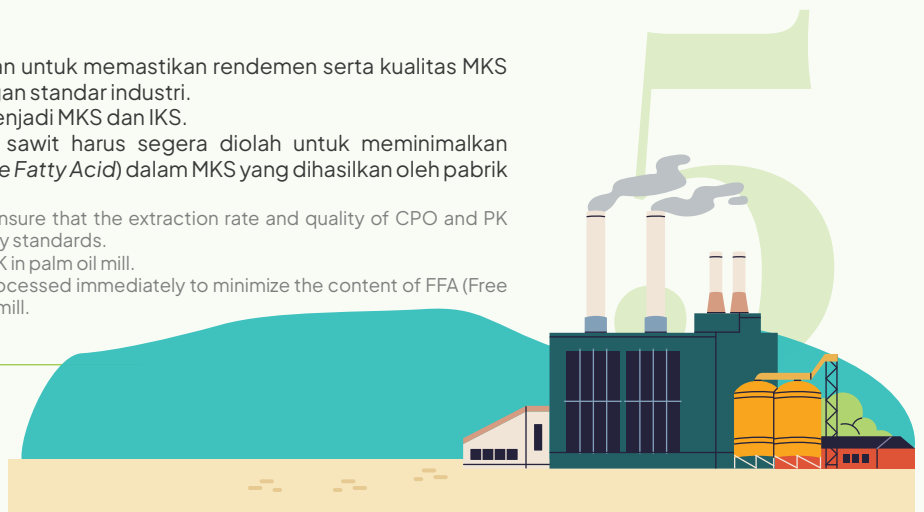 an untuk memastikan rendemen serta kualitas MKS
gan standar industri.
enjadi MKS dan IKS.
sawit harus segera diolah untuk meminimalkan
e Fatty Acid) dalam MKS yang dihasilkan oleh pabrik
nsure that the extraction rate and quality of CPO and PK
y standards.
K in palm oil mill.
ocessed immediately to minimize the content of FFA (Free
mill.
5